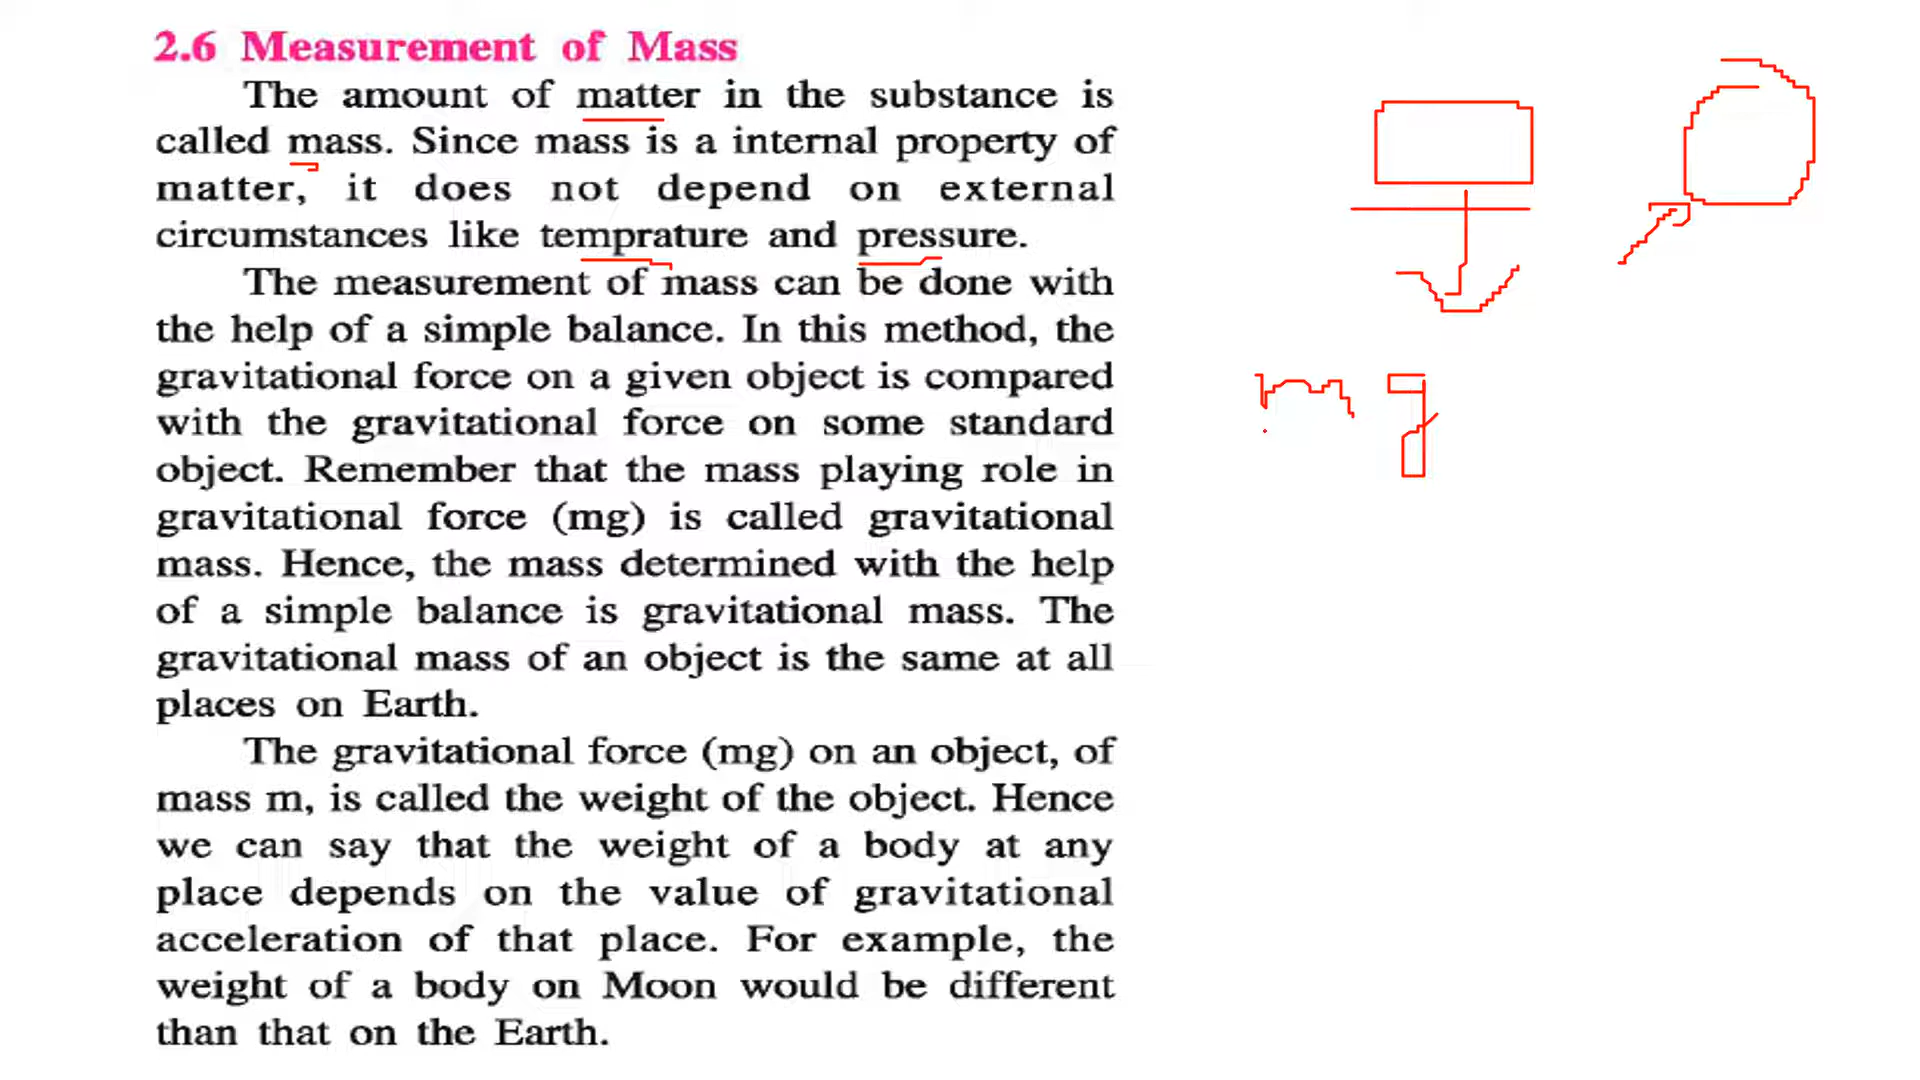 2.6 Measurement of Mass
The amount of matter in the substance is
called mass. Since mass is a internal property of
matter, it does not depend on external
circumstances like temprature and pressure.
The measurement of mass can be done with
the help of a simple balance. In this method, the
gravitational force on a given object is compared
with the gravitational force on some standard
object. Remember that the mass playing role in
gravitational force (mg) is called gravitational
mass. Hence, the mass determined with the help
of a simple balance is gravitational mass. The
gravitational mass of an object is the same at all
places on Earth.
The gravitational force (mg) on an object, of
mass m, is called the weight of the object. Hence
we can say that the weight of a body at any
place depends on the value of gravitational
acceleration of that place. For example, the
weight of a body on Moon would be different
than that on the Earth.
m g